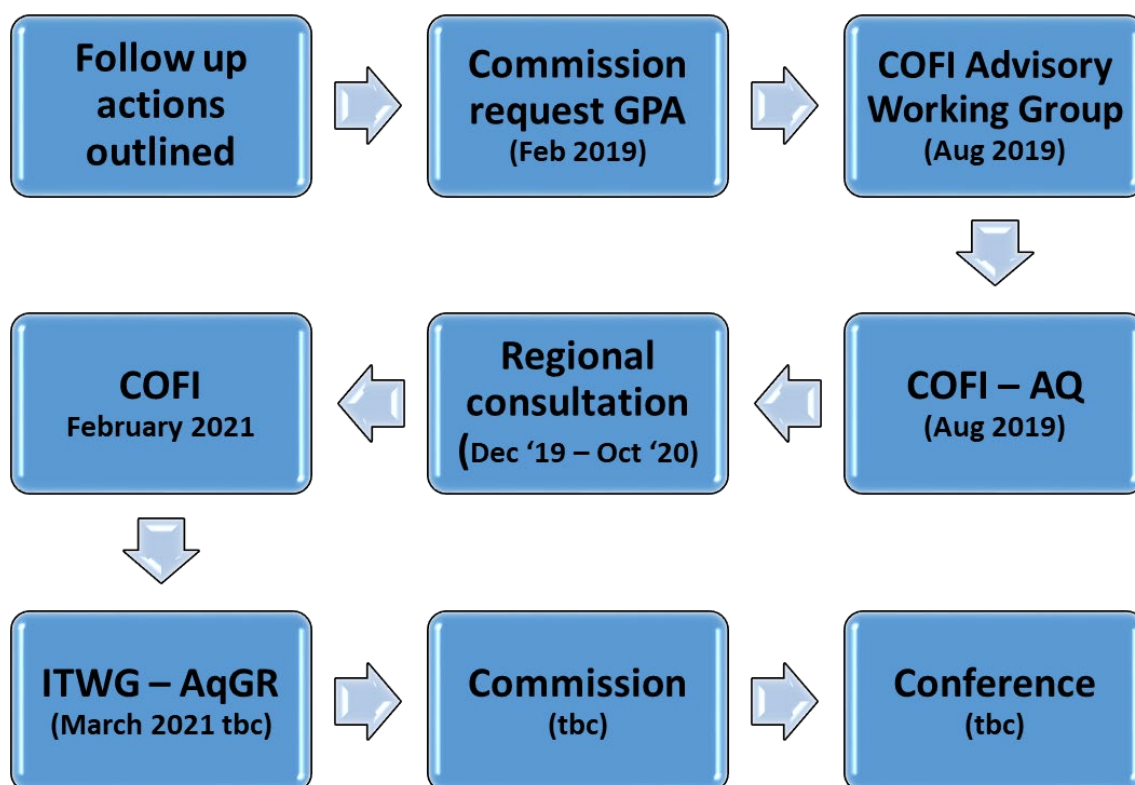 Follow up
actions
outlined
Commission
request GPA
(Feb 2019)
COFI Advisory
Working Group
(Aug 2019)
COFI – AQ
(Aug 2019)
Regional
consultation
(Dec ‘19 – Oct ‘20)
COFI
February 2021
ITWG – AqGR
(March 2021 tbc)
Commission
(tbc)
Conference
(tbc)